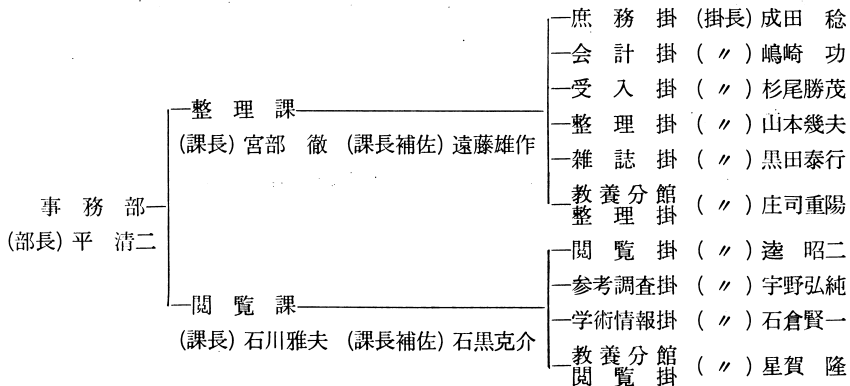 事務部
(部長) 平 清二
整理課
(課長) 宮部 徹 (課長補佐) 遠藤雄作
庶務掛 (掛長) 成田 稔
会計掛 ( 〃 ) 嶋崎 功
受入掛 ( 〃 ) 杉尾勝茂
整理掛 ( 〃 ) 山本幾夫
雑誌掛 ( 〃 ) 黒田泰行
教養分館
整理掛 ( 〃 ) 庄司重陽
閲覧課
(課長) 石川雅夫 (課長補佐) 石黒克介
閲覧掛 ( 〃 ) 昭二
参考調査掛 ( 〃 ) 宇野弘純
学術情報掛 ( 〃 ) 石倉賢一
教養分館
閲覧掛 ( 〃 ) 星賀 隆